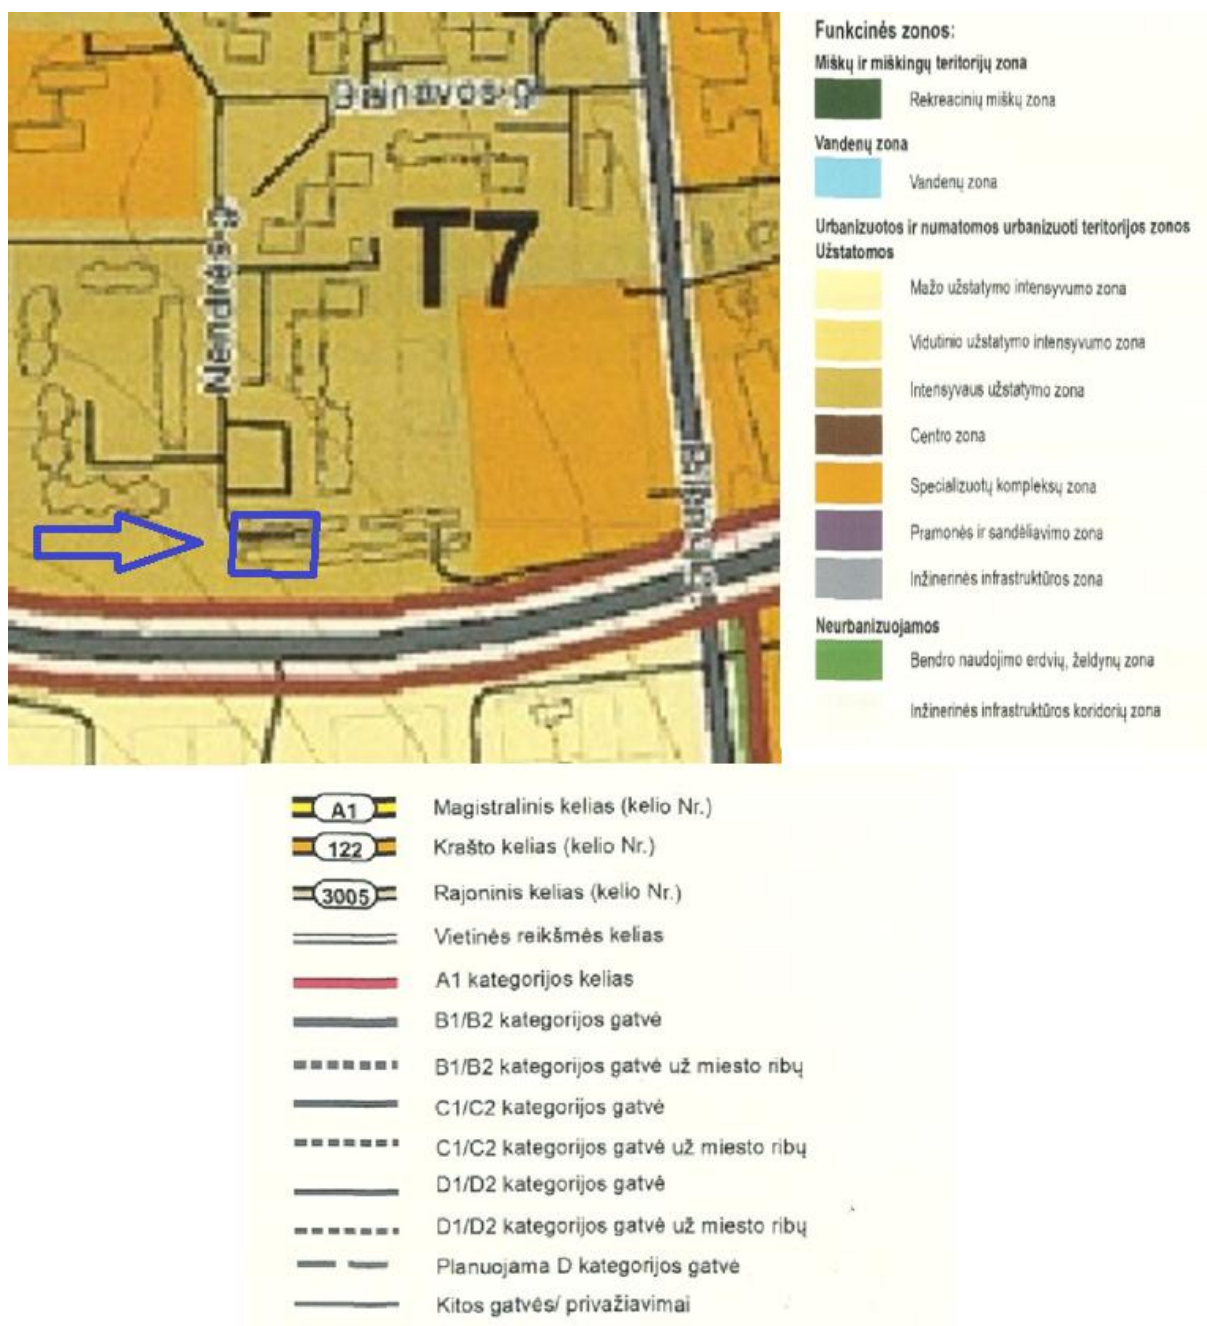 Dainavos g.
Nendrių g.
T7
Funkcinės zonos:
Miškų ir miškingų teritorijų zona
Rekreacinių miškų zona
Vandenų zona
Vandenų zona
Urbanizuotos ir numatomos urbanizuoti teritorijos zonos
Užstatomos
Mažo užstatymo intensyvumo zona
Vidutinio užstatymo intensyvumo zona
Intensyvaus užstatymo zona
Centro zona
Specializuotų kompleksų zona
Pramonės ir sandėliavimo zona
Inžinerinės infrastruktūros zona
Neurbanizuojamos
Bendro naudojimo erdvių, želdynų zona
Inžinerinės infrastruktūros koridorių zona
A1 Magistralinis kelias (kelio Nr.)
122 Krašto kelias (kelio Nr.)
3005 Rajoninis kelias (kelio Nr.)
Vietinės reikšmės kelias
A1 kategorijos kelias
B1/B2 kategorijos gatvė
B1/B2 kategorijos gatvė už miesto ribų
C1/C2 kategorijos gatvė
C1/C2 kategorijos gatvė už miesto ribų
D1/D2 kategorijos gatvė
D1/D2 kategorijos gatvė už miesto ribų
Planuojama D kategorijos gatvė
Kitos gatvės/ privažiavimai